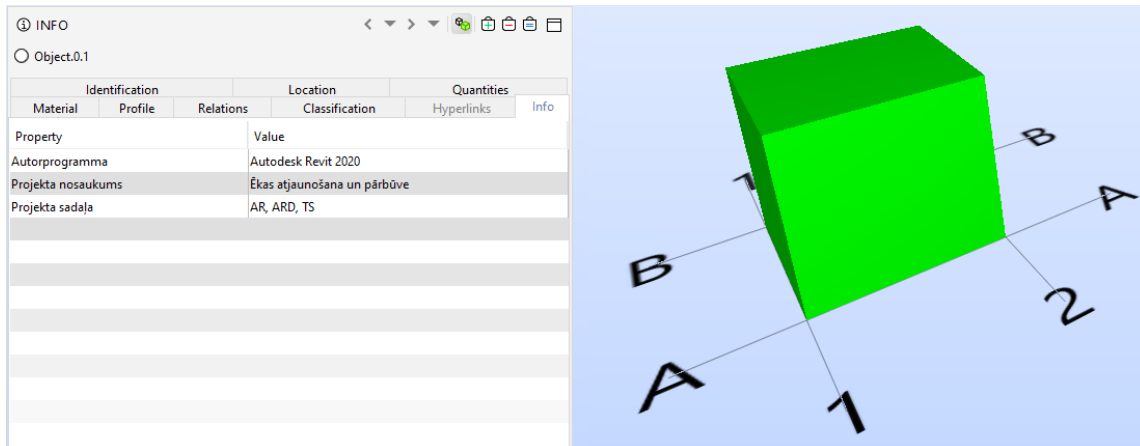 INFO
Object.0.1
Identification Location Quantities
Material Profile Relations Classification Hyperlinks Info
Property Value
Autorprogramma Autodesk Revit 2020
Projekta nosaukums Ēkas atjaunošana un pārbūve
Projekta sadaļa AR, ARD, TS
B
1
A
B
2
A
1